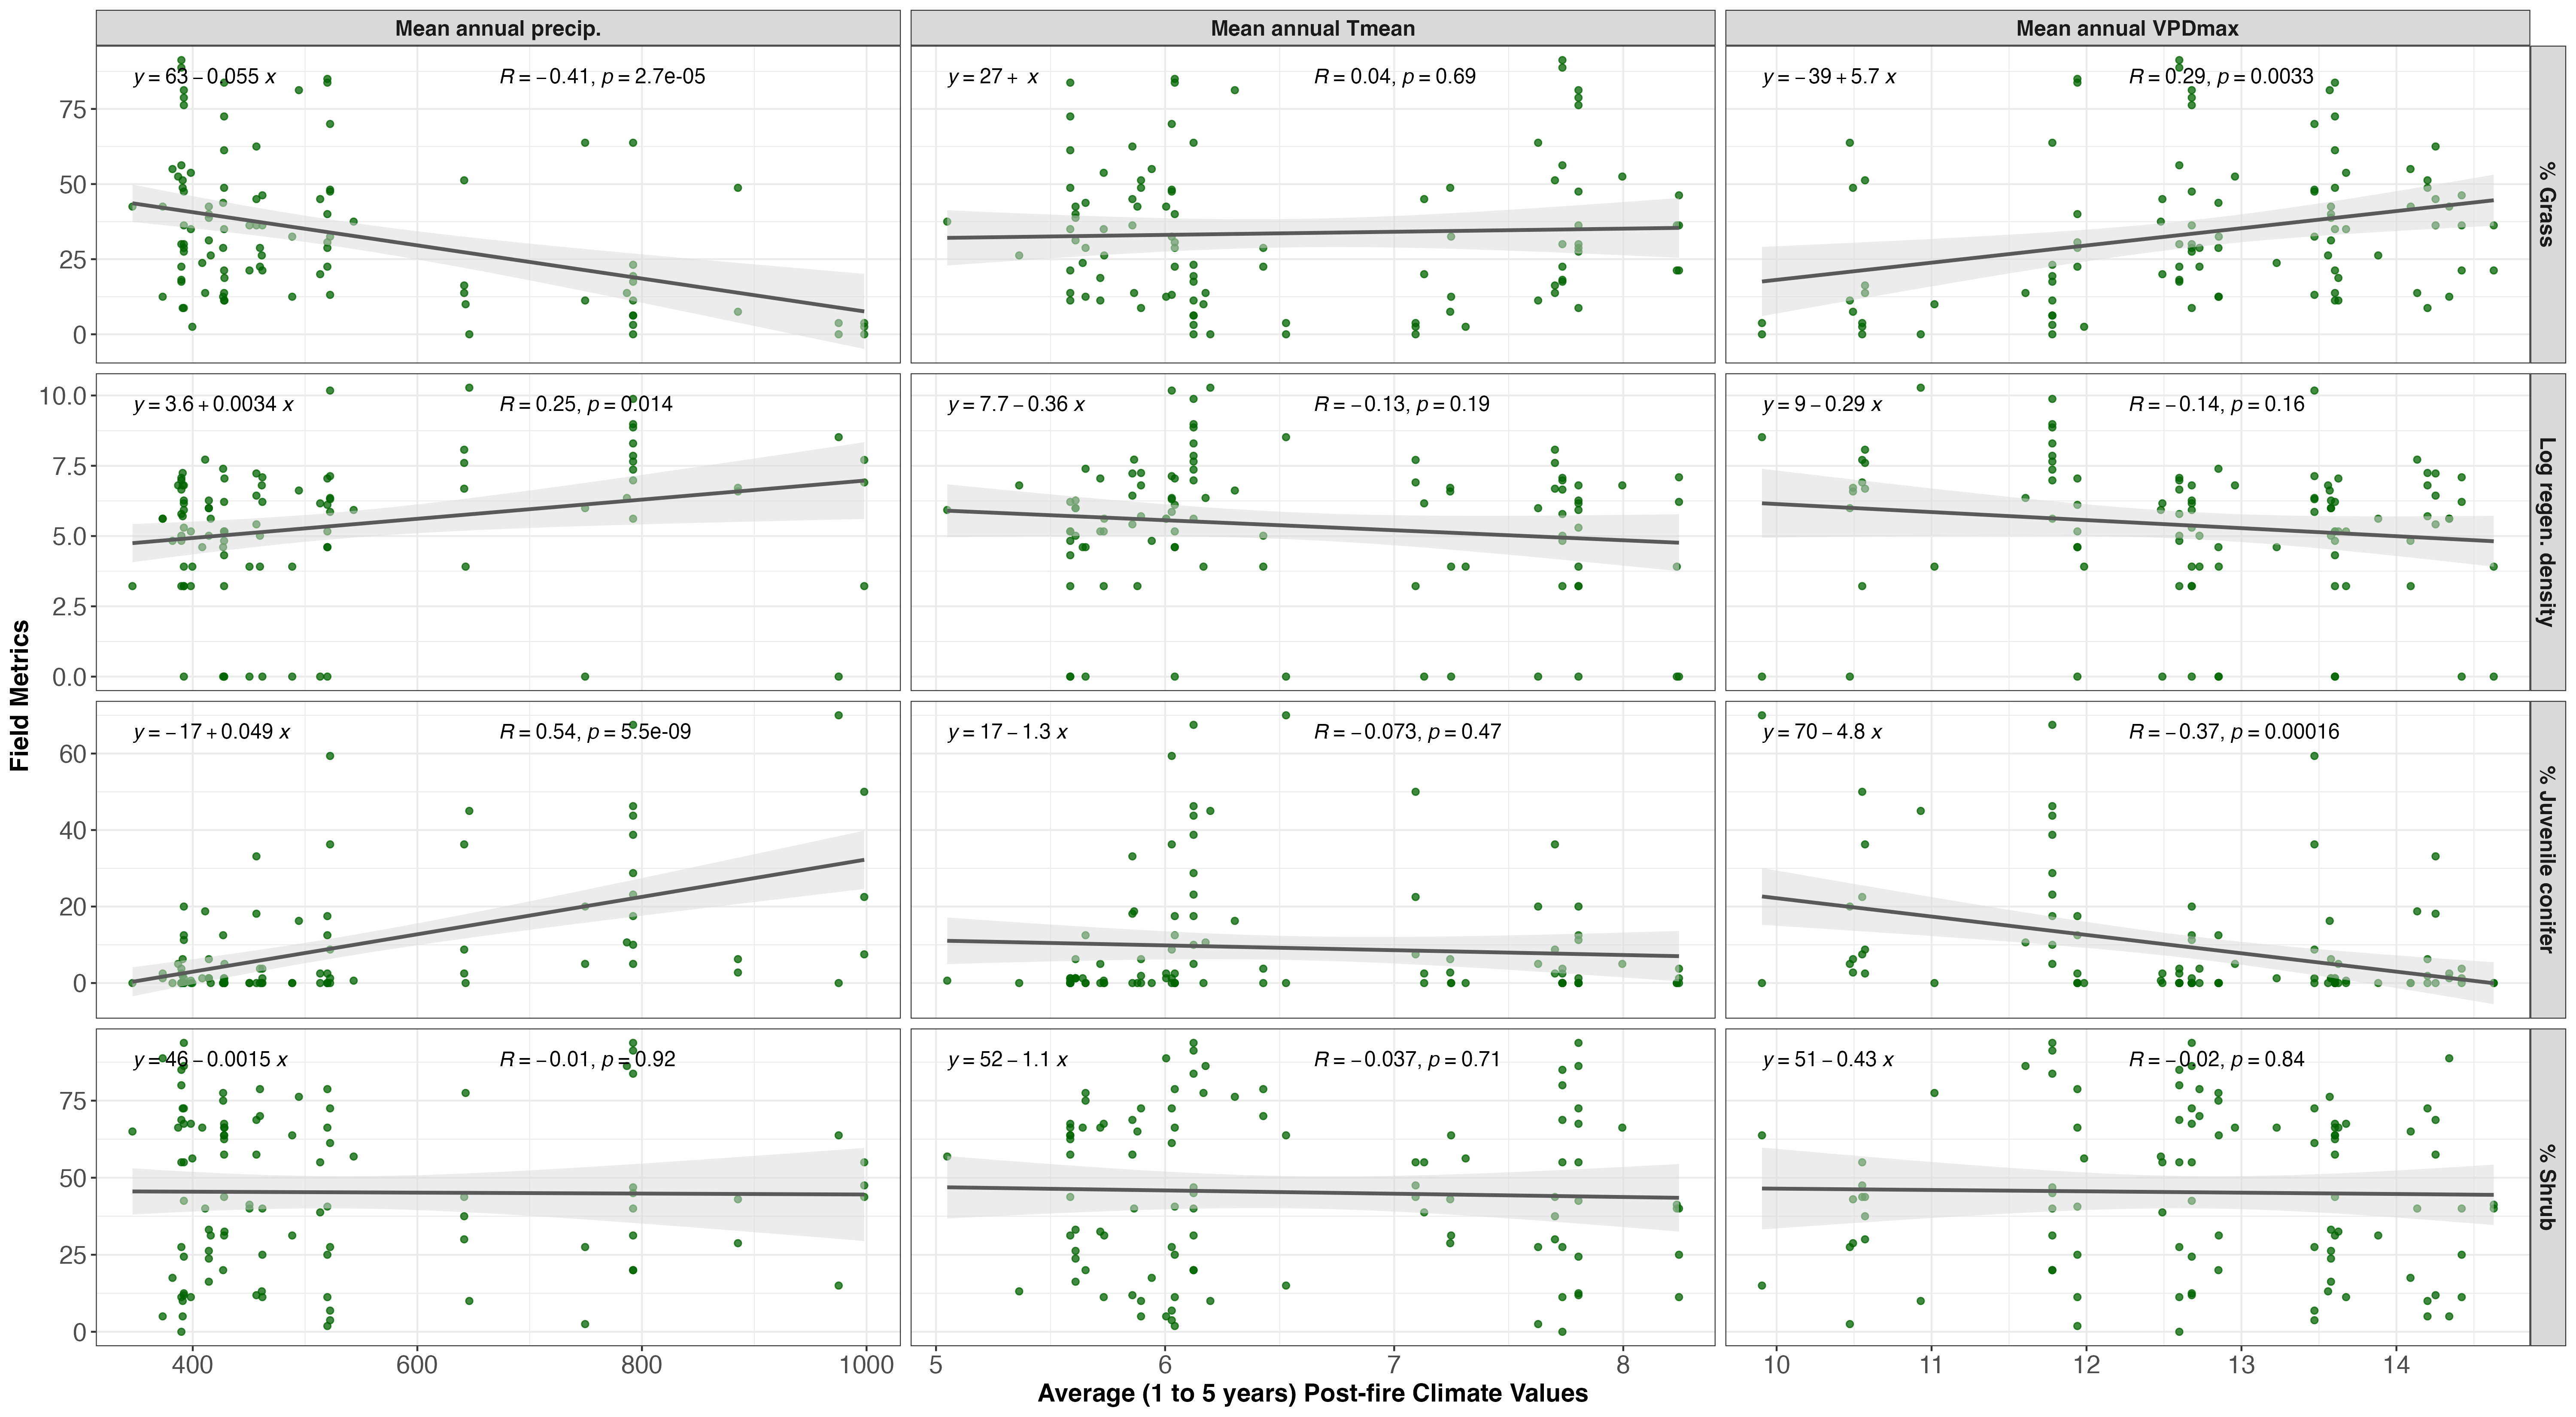 Mean annual precip.
Mean annual Tmean
Mean annual VPDmax
y = 63 − 0.055 x
R = −0.41, p = 2.7e-05
y = 27 + x
R = 0.04, p = 0.69
y = −39 + 5.7 x
R = 0.29, p = 0.0033
75
50
25
0
% Grass
y = 3.6 + 0.0034 x
R = 0.25, p = 0.014
y = 7.7 − 0.36 x
R = −0.13, p = 0.19
y = 9 − 0.29 x
R = −0.14, p = 0.16
10.0
7.5
5.0
2.5
0.0
Log regen. density
Field Metrics
y = −17 + 0.049 x
R = 0.54, p = 5.5e-09
y = 17 − 1.3 x
R = −0.073, p = 0.47
y = 70 − 4.8 x
R = −0.37, p = 0.00016
60
40
20
0
% Juvenile conifer
y = 46 − 0.0015 x
R = −0.01, p = 0.92
y = 52 − 1.1 x
R = −0.037, p = 0.71
y = 51 − 0.43 x
R = −0.02, p = 0.84
75
50
25
0
% Shrub
400 600 800 1000
5 6 7 8
10 11 12 13 14
Average (1 to 5 years) Post-fire Climate Values